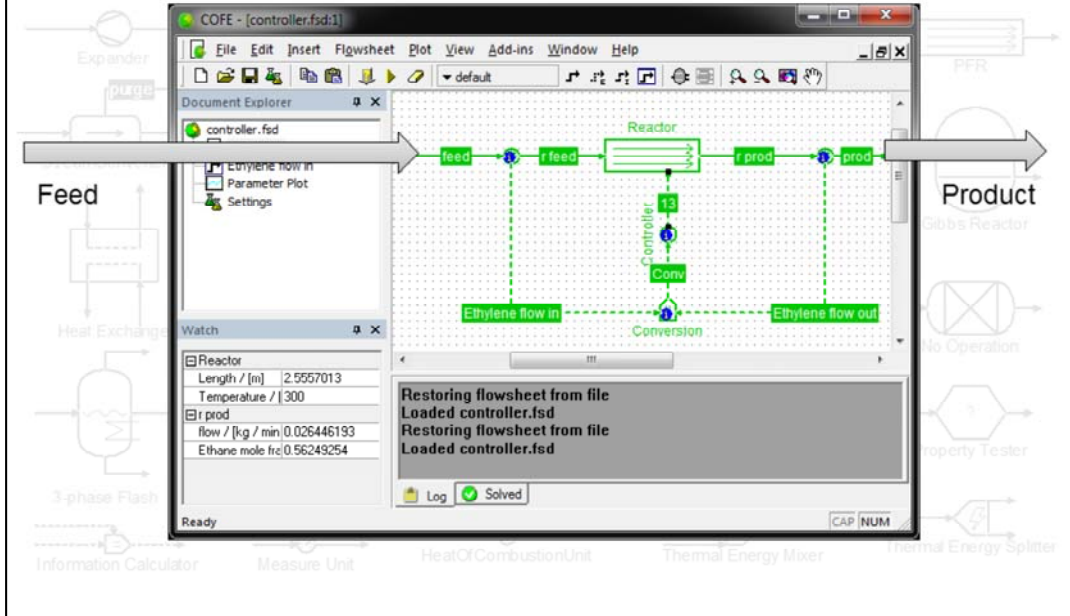 COFE - [controller.fsd:1]
Expander
File Edit Insert Flowsheet Plot View Add-ins Window Help
PFR
default
purge
Document Explorer
controller.fsd
Reactor
feed
r feed
r prod
prod
Ethylene flow in
Parameter Plot
Settings
Feed
Product
13
Controller
Gibbs Reactor
Conv
Ethylene flow in
Ethylene flow out
Conversion
Heat Exchange
Watch
No Operation
Reactor
Length / [m] 2.5557013
Temperature / [ 300
r prod
flow / [kg / min 0.026446193
Ethane mole fra 0.56249254
Restoring flowsheet from file
Loaded controller.fsd
Restoring flowsheet from file
Loaded controller.fsd
roperty Tester
3-phase Flash
Log Solved
Ready
CAP NUM
Information Calculator
Measure Unit
HeatOfCombustionUnit
Thermal Energy Mixer
Thermal Energy Splitter